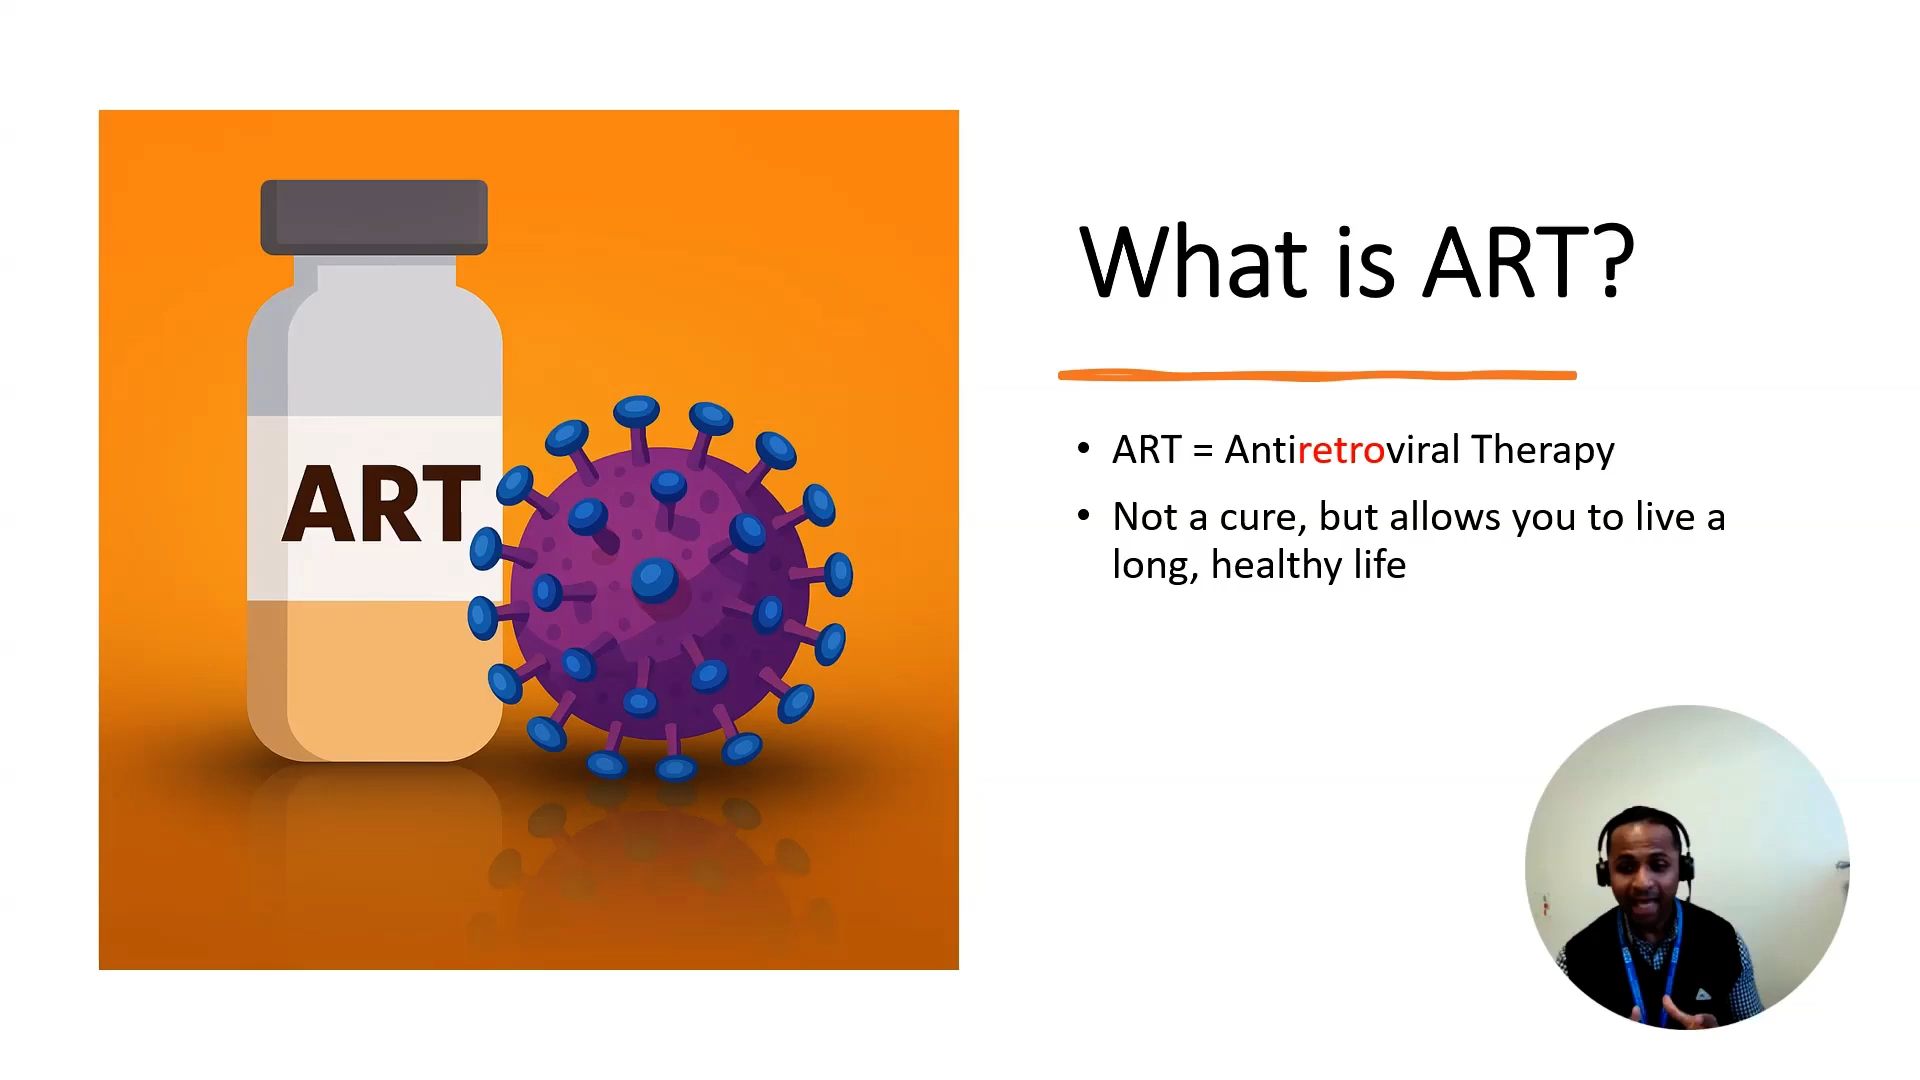 ART
What is ART?
• ART = Antiretroviral Therapy
• Not a cure, but allows you to live a
long, healthy life